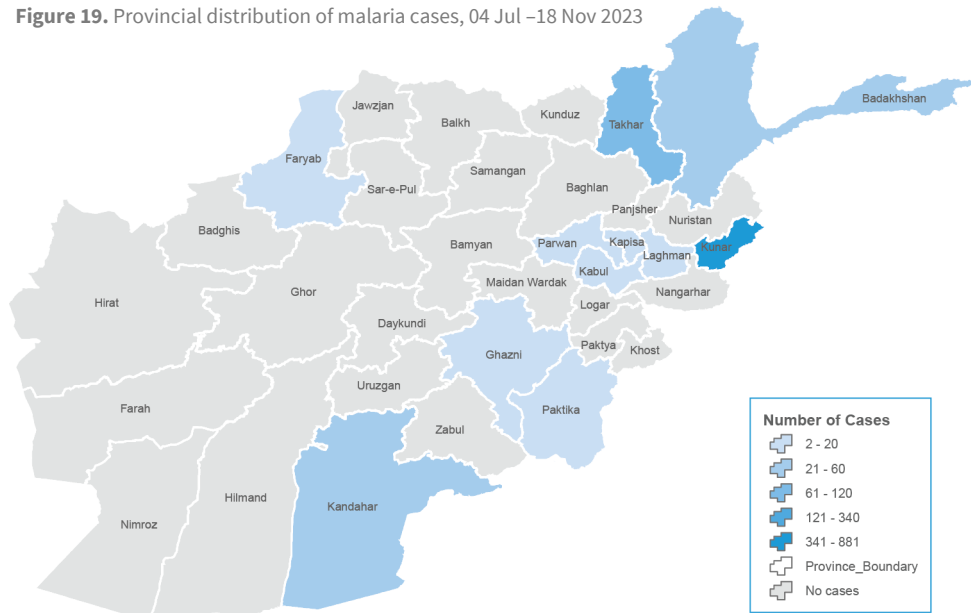 Figure 19. Provincial distribution of malaria cases, 04 Jul –18 Nov 2023
Jawzjan
Balkh
Kunduz
Takhar
Badakhshan
Faryab
Sar-e-Pul
Samangan
Baghlan
Panjsher
Nuristan
Badghis
Bamyan
Parwan
Kapisa
Laghman
Kunar
Kabul
Hirat
Ghor
Maidan Wardak
Nangarhar
Logar
Daykundi
Paktya
Khost
Ghazni
Uruzgan
Farah
Paktika
Zabul
Hilmand
Kandahar
Nimroz
Number of Cases
2 - 20
21 - 60
61 - 120
121 - 340
341 - 881
Province_Boundary
No cases